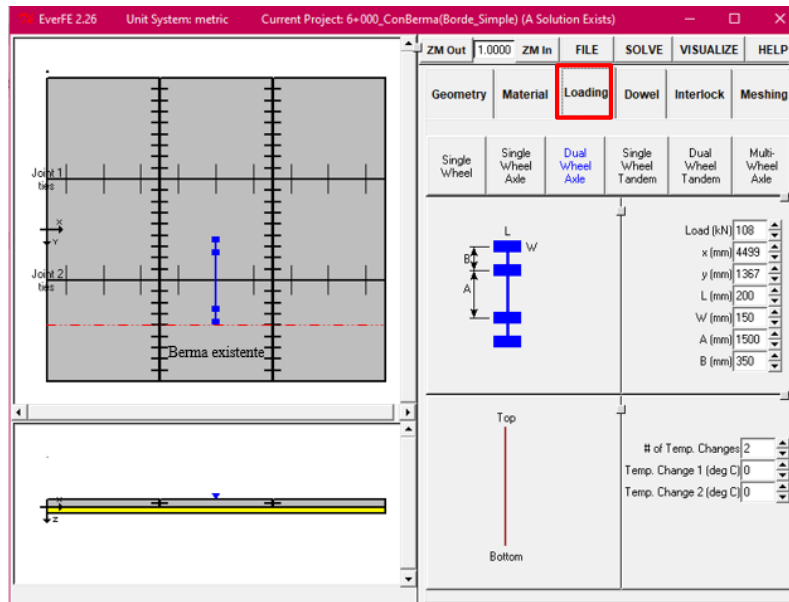 EverFE 2.26 Unit System: metric Current Project: 6+000_ConBerma(Borde_Simple) (A Solution Exists)
ZM Out 1.0000 ZM In FILE SOLVE VISUALIZE HELP
Geometry Material Loading Dowel Interlock Meshing
Single Wheel
Single Wheel Axle
Dual Wheel Axle
Single Wheel Tandem
Dual Wheel Tandem
Multi-Wheel Axle
Joint 1
ties
X
Y
Joint 2
ties
Berma existente
X
Z
L
W
B
A
Load (kN) 108
x (mm) 4499
y (mm) 1367
L (mm) 200
W (mm) 150
A (mm) 1500
B (mm) 350
Top
Bottom
# of Temp. Changes 2
Temp. Change 1 (deg C) 0
Temp. Change 2 (deg C) 0